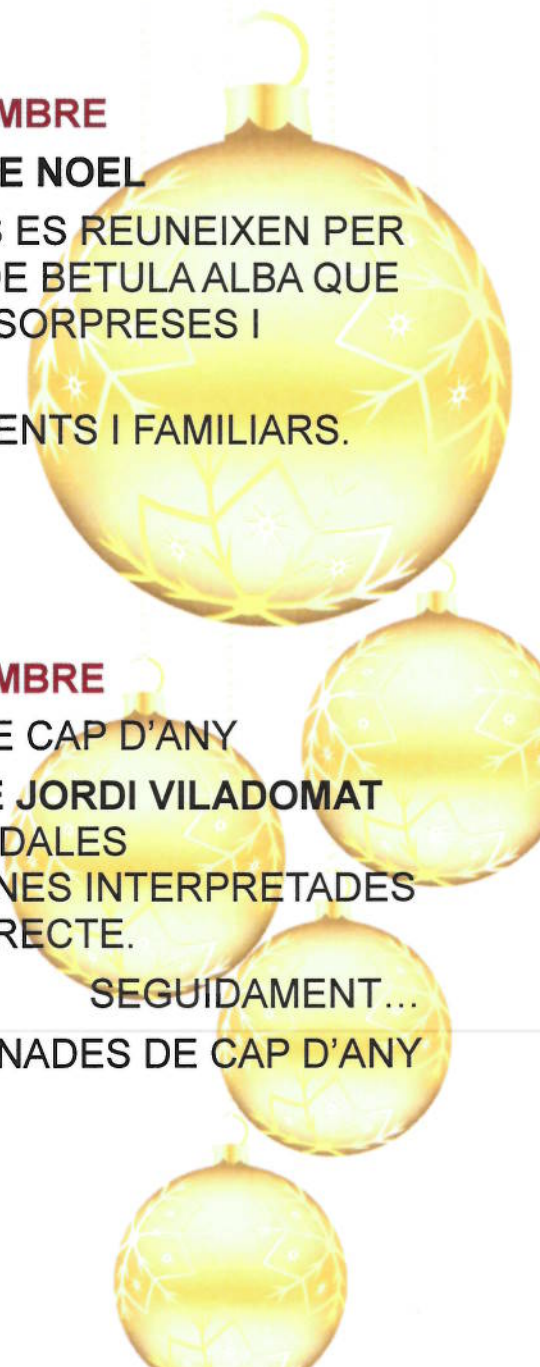 MBRE
E NOEL
S ES REUNEIXEN PER
DE BETULA ALBA QUE
SORPRESES I
ENTS I FAMILIARS.
MBRE
E CAP D'ANY
E JORDI VILADOMAT
DALES
NES INTERPRETADES
RECTE.
SEGUIDAMENT...
NADES DE CAP D'ANY